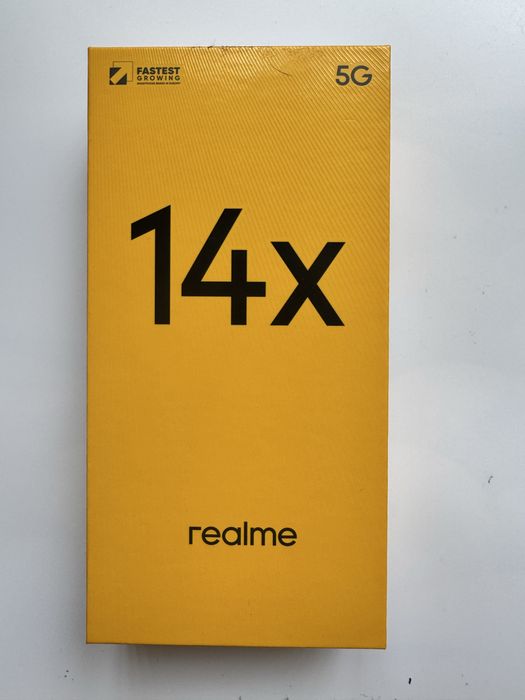 FASTEST
GROWING
5G
14x
realme